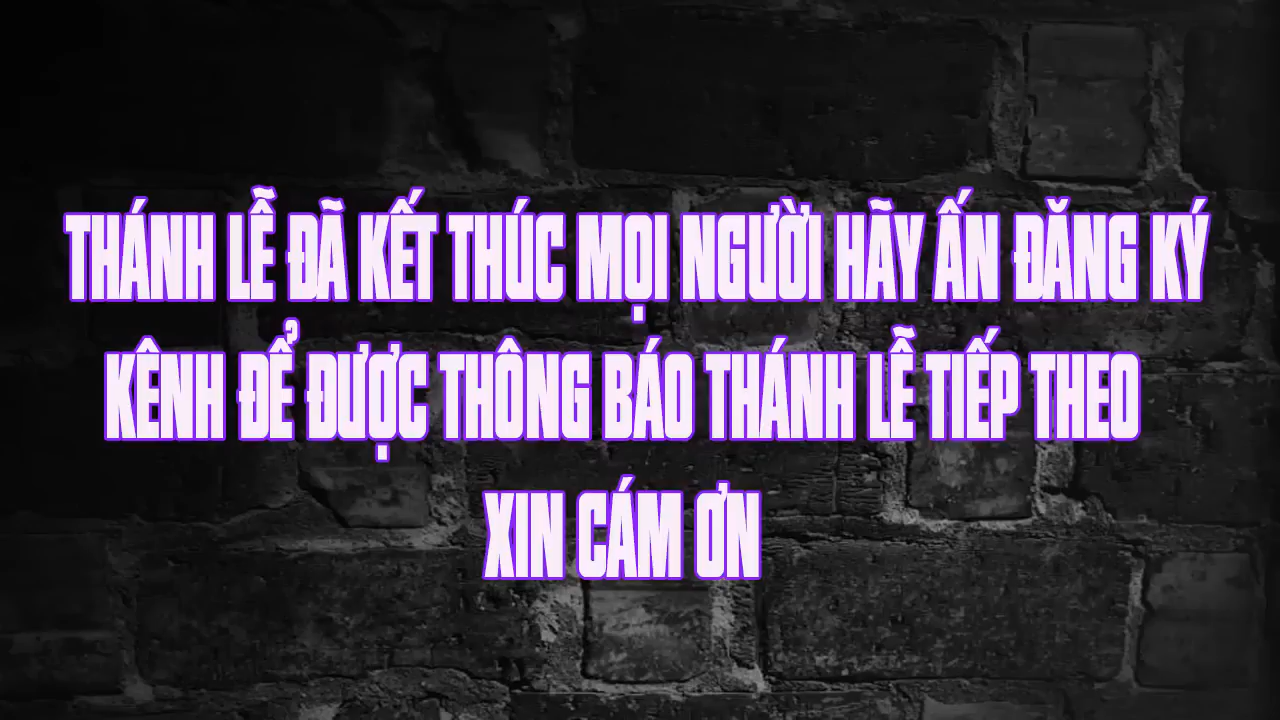 THÁNH LỄ ĐÃ KẾT THÚC MỌI NGƯỜI HÃY ẤN ĐĂNG KÝ
KÊNH ĐỂ ĐƯỢC THÔNG BÁO THÁNH LỄ TIẾP THEO
XIN CÁM ƠN